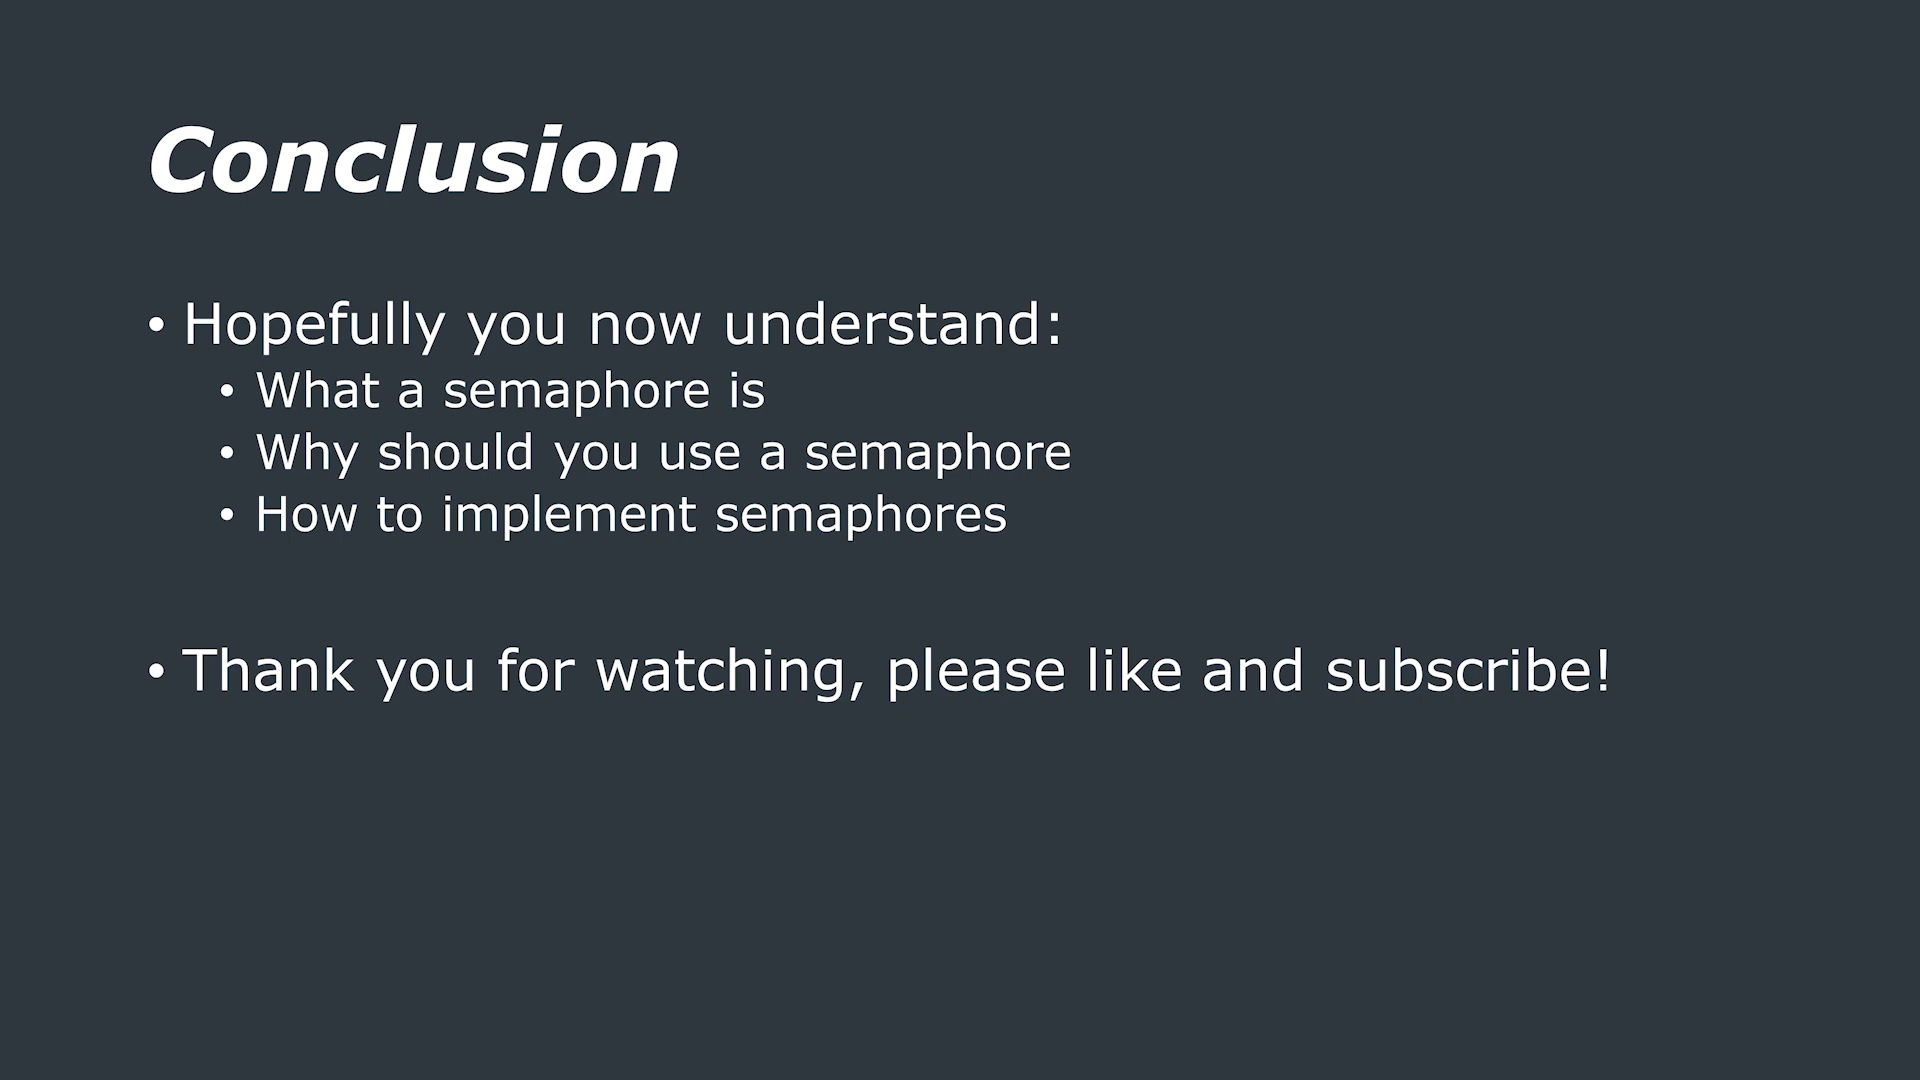 Conclusion
• Hopefully you now understand:
• What a semaphore is
• Why should you use a semaphore
• How to implement semaphores
• Thank you for watching, please like and subscribe!